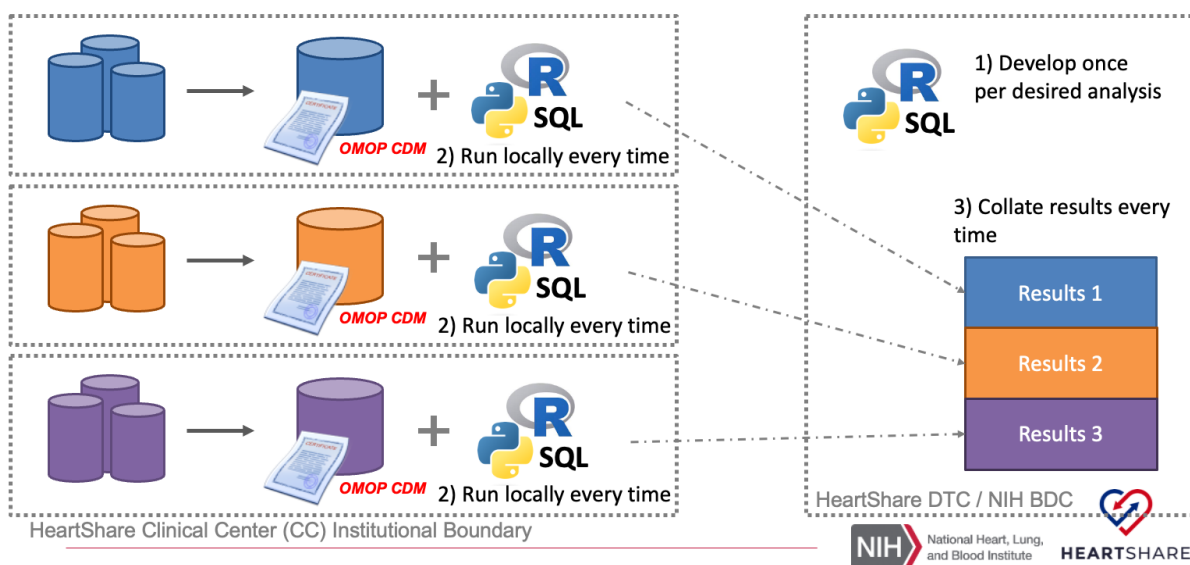 R
SQL
OMOP CDM
2) Run locally every time
R
SQL
OMOP CDM
2) Run locally every time
R
SQL
OMOP CDM
2) Run locally every time
HeartShare Clinical Center (CC) Institutional Boundary
R
SQL
1) Develop once
per desired analysis
3) Collate results every
time
Results 1
Results 2
Results 3
HeartShare DTC / NIH BDC
NIH
National Heart, Lung,
and Blood Institute
HEARTSHARE